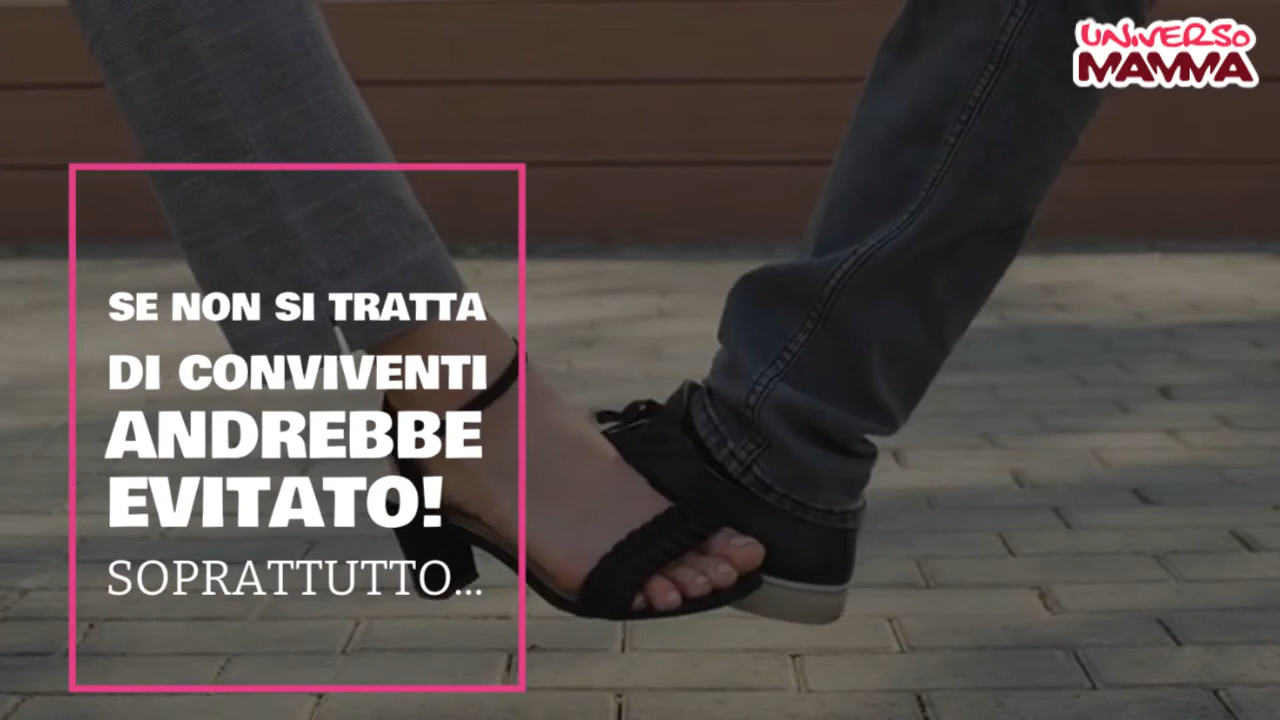 UNIVERSO
MAMMA
SE NON SI TRATTA
DI CONVIVENTI
ANDREBBE
EVITATO!
SOPRATTUTTO...